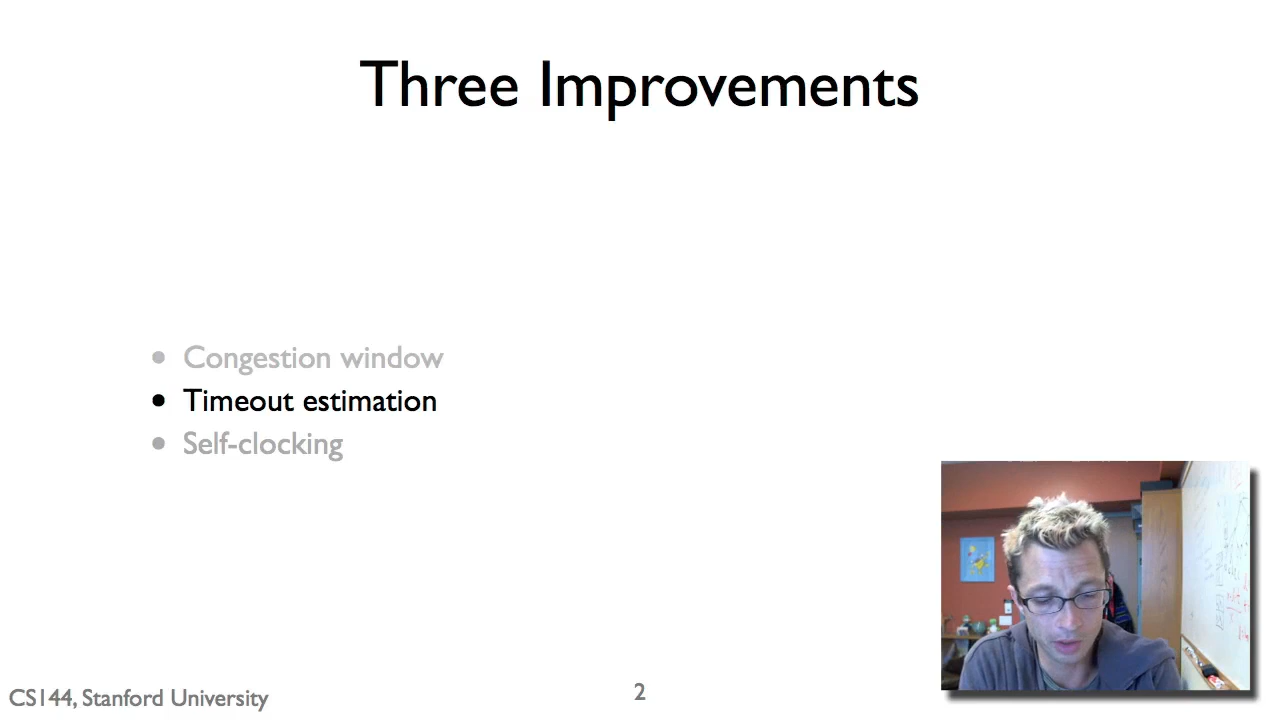 Three Improvements
• Congestion window
• Timeout estimation
• Self-clocking
CS144, Stanford University
2